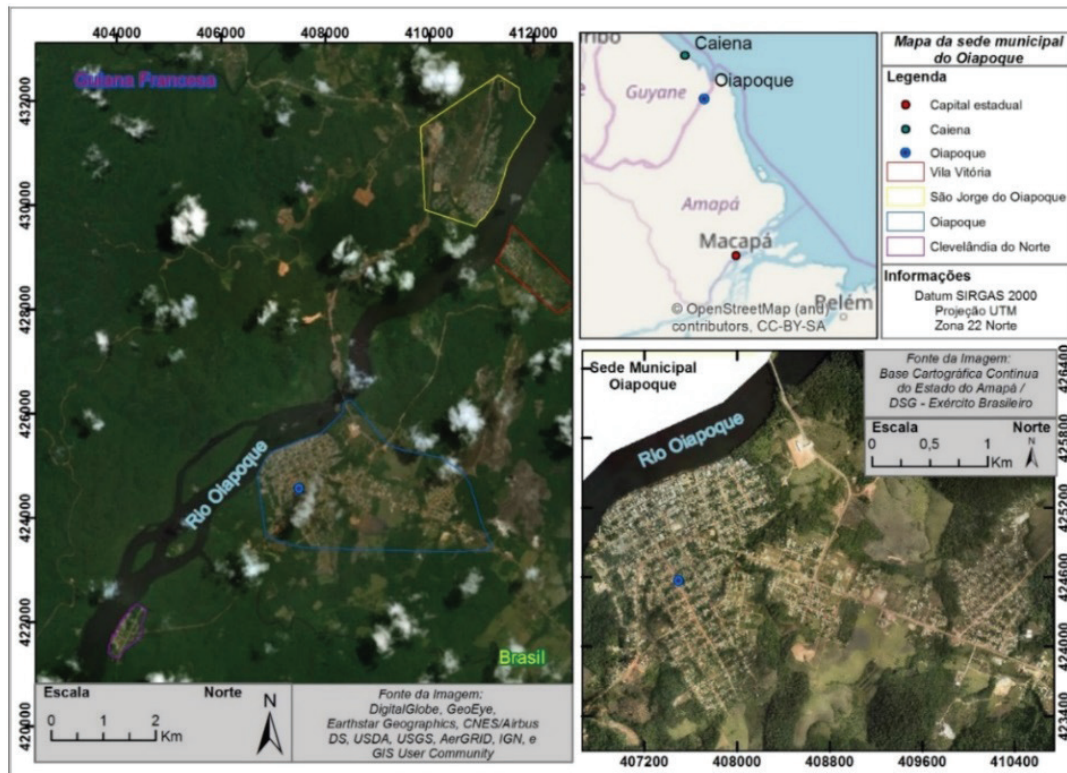 404000
406000
408000
410000
412000
432000
430000
428000
426000
424000
422000
420000
Guiana Francesa
Rio Oiapoque
Brasil
Escala
Norte
0
1
2
Km
N
Fonte da Imagem:
DigitalGlobe, GeoEye,
Earthstar Geographics, CNES/Airbus
DS, USDA, USGS, AerGRID, IGN, e
GIS User Community
Caiena
Oiapoque
Guyane
Amapá
Macapá
Belém
© OpenStreetMap (and)
contributors, CC-BY-SA
Mapa da sede municipal
do Oiapoque
Legenda
Capital estadual
Caiena
Oiapoque
Vila Vitória
São Jorge do Oiapoque
Oiapoque
Clevelândia do Norte
Informações
Datum SIRGAS 2000
Projeção UTM
Zona 22 Norte
Sede Municipal
Oiapoque
Rio Oiapoque
Fonte da Imagem:
Base Cartográfica Contínua
do Estado do Amapá /
DSG - Exército Brasileiro
Escala
Norte
0
0,5
1
Km
N
426400
425800
425200
424600
424000
423400
407200
408000
408800
409600
410400